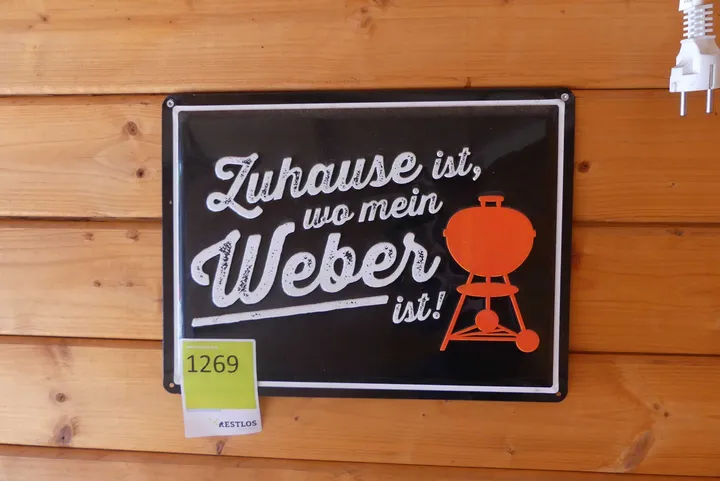 Zuhause ist,
wo mein
Weber
ist!
1269
RESTLOS